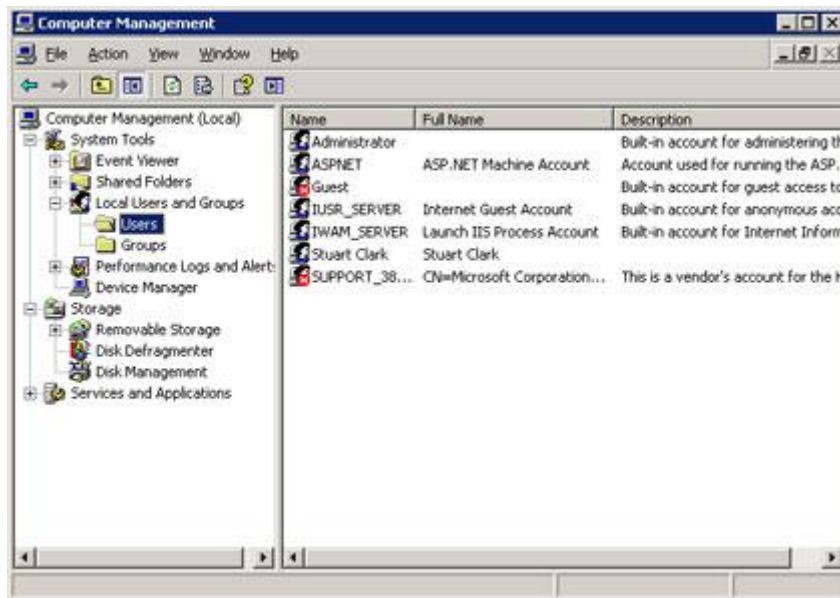 Computer Management
File Action View Window Help
Computer Management (Local)
System Tools
Event Viewer
Shared Folders
Local Users and Groups
Users
Groups
Performance Logs and Alert
Device Manager
Storage
Removable Storage
Disk Defragmenter
Disk Management
Services and Applications
Name Full Name Description
Administrator Built-in account for administering th
ASPNET ASP.NET Machine Account Account used for running the ASP.
Guest Built-in account for guest access to
IUSR_SERVER Internet Guest Account Built-in account for anonymous acc
IWAM_SERVER Launch IIS Process Account Built-in account for Internet Inform
Stuart Clark Stuart Clark
SUPPORT_38... CN=Microsoft Corporation... This is a vendor's account for the H